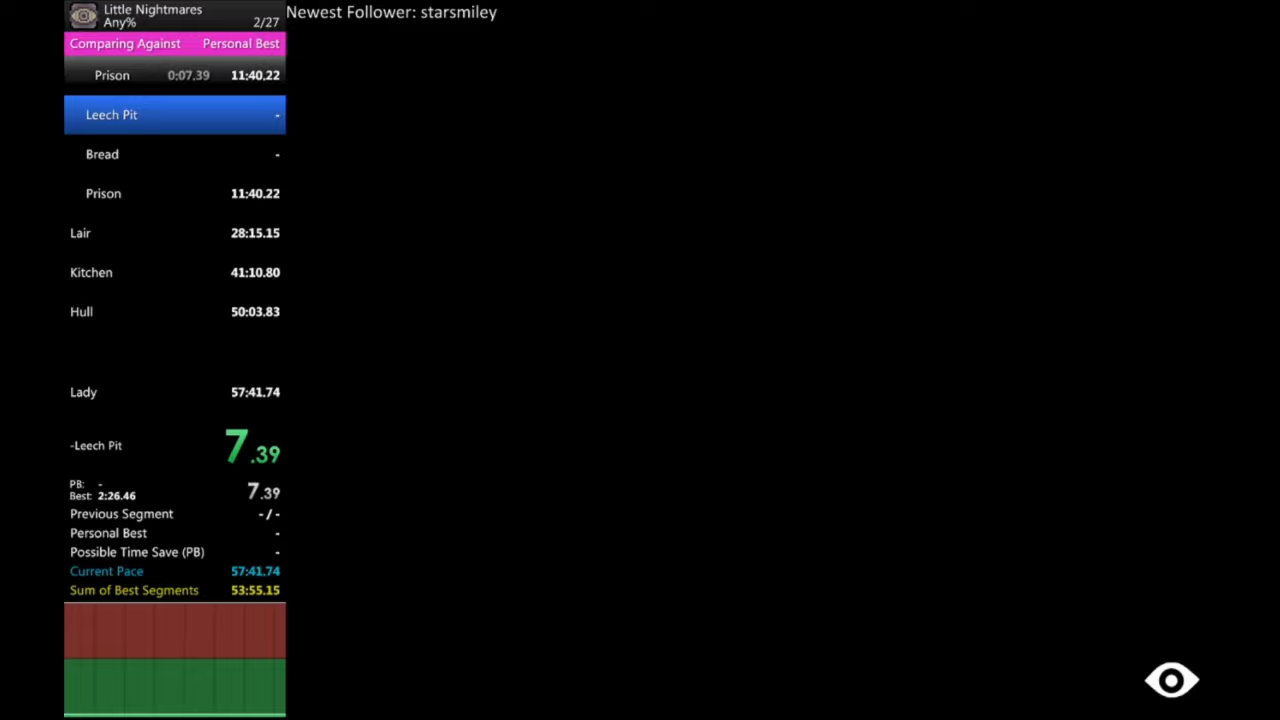 Little Nightmares
Any% 2/27
Newest Follower: starsmiley
Comparing Against Personal Best
Prison 0:07.39 11:40.22
Leech Pit -
Bread -
Prison 11:40.22
Lair 28:15.15
Kitchen 41:10.80
Hull 50:03.83
Lady 57:41.74
-Leech Pit 7.39
PB: -
Best: 2:26.46 7.39
Previous Segment - / -
Personal Best -
Possible Time Save (PB) -
Current Pace 57:41.74
Sum of Best Segments 53:55.15